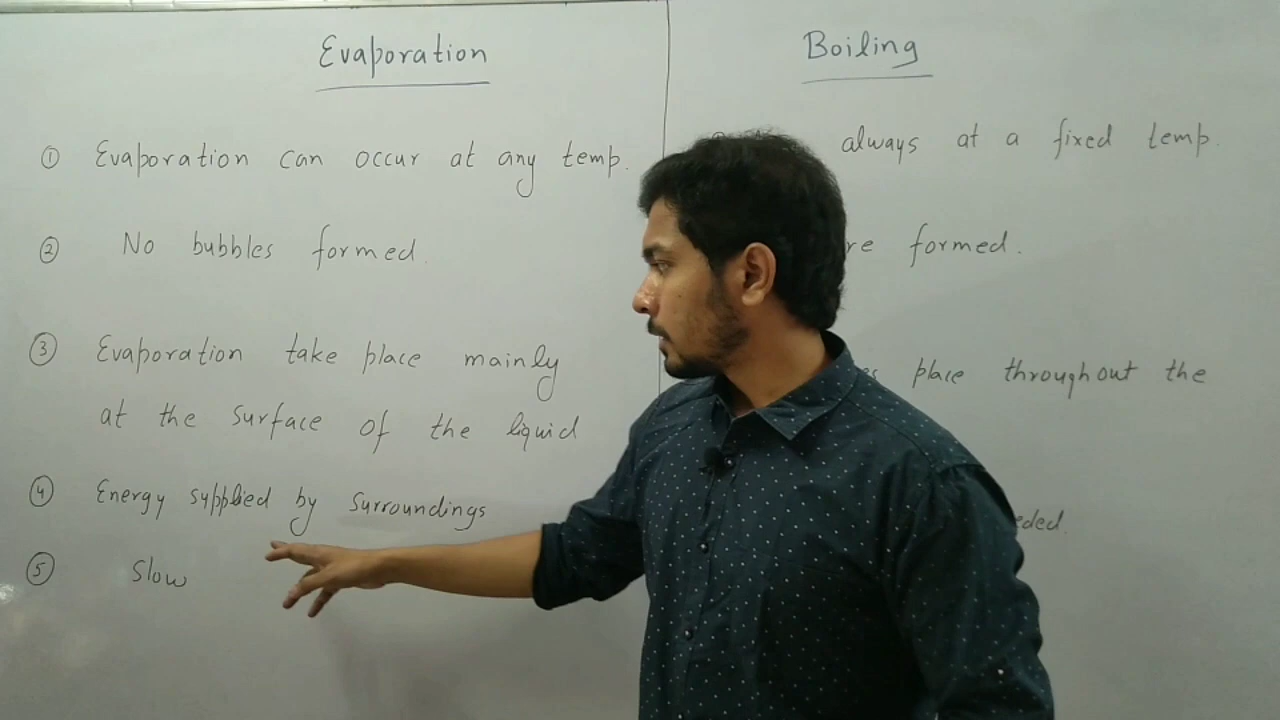 Evaporation
① Evaporation can occur at any temp.
② No bubbles formed.
③ Evaporation take place mainly
at the surface of the liquid
④ Energy supplied by surroundings
⑤ Slow
Boiling
always at a fixed temp.
formed.
place throughout the